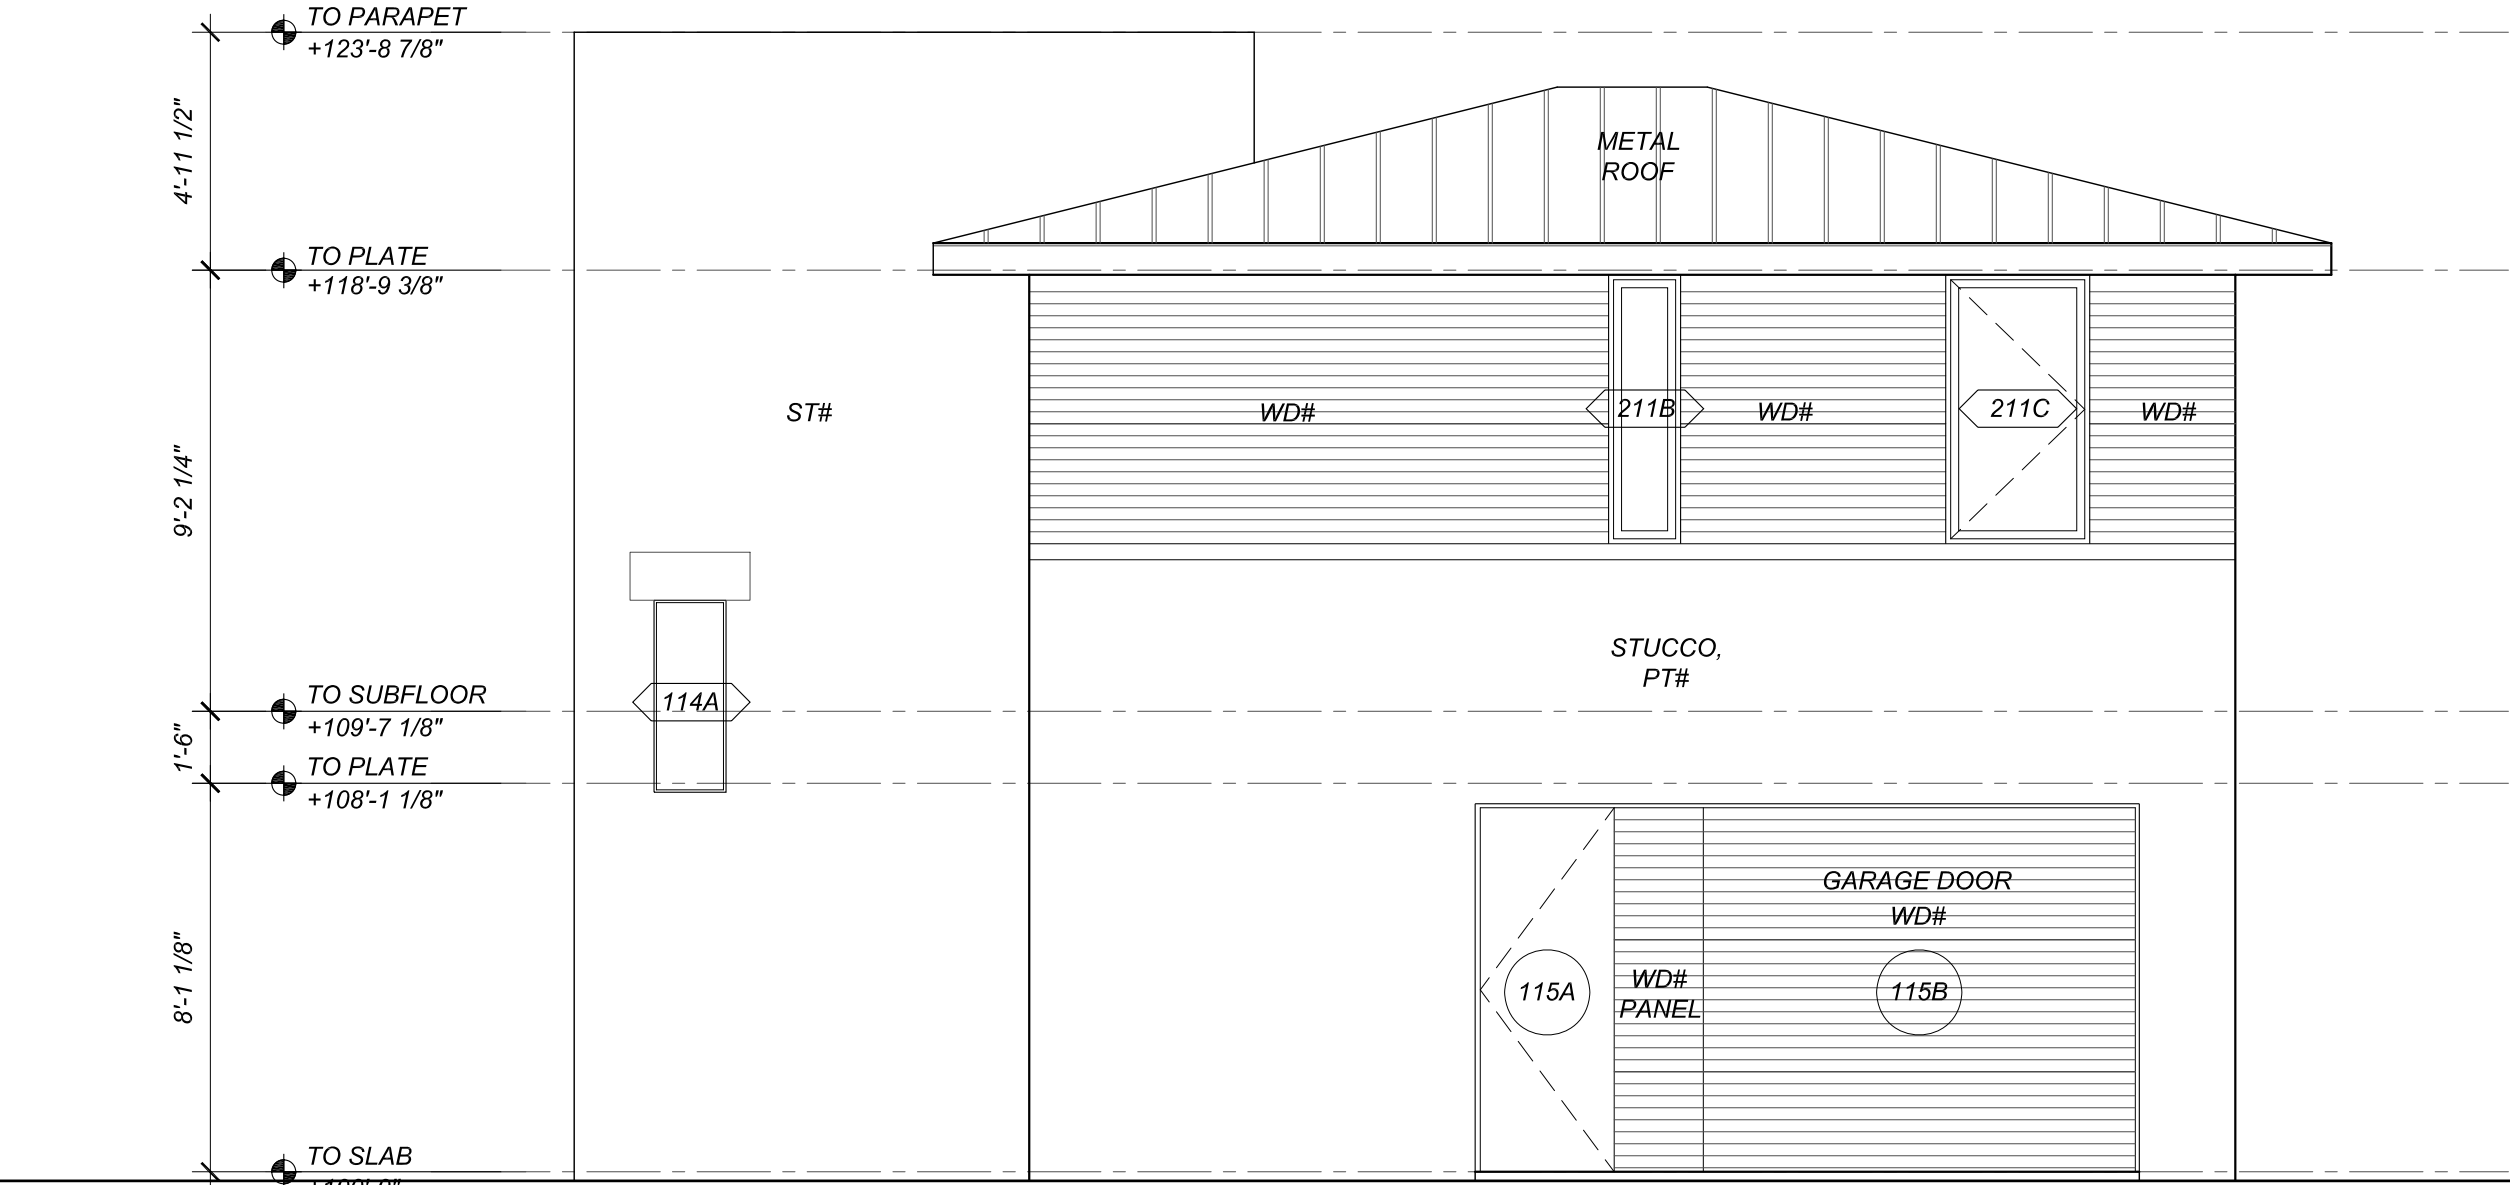 TO PARAPET
+123'-8 7/8"
4'-11 1/2"
METAL
ROOF
TO PLATE
+118'-9 3/8"
9'-2 1/4"
ST#
WD#
211B
WD#
211C
WD#
STUCCO,
PT#
TO SUBFLOOR
+109'-7 1/8"
114A
1'-6"
TO PLATE
+108'-1 1/8"
8'-1 1/8"
GARAGE DOOR
WD#
115A
WD#
PANEL
115B
TO SLAB